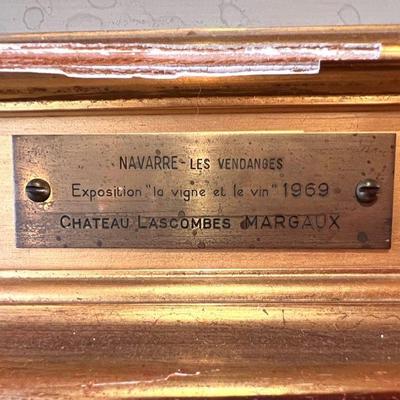 NAVARRE - LES VENDANGES
Exposition "la vigne et le vin" 1969
CHATEAU LASCOMBES MARGAUX